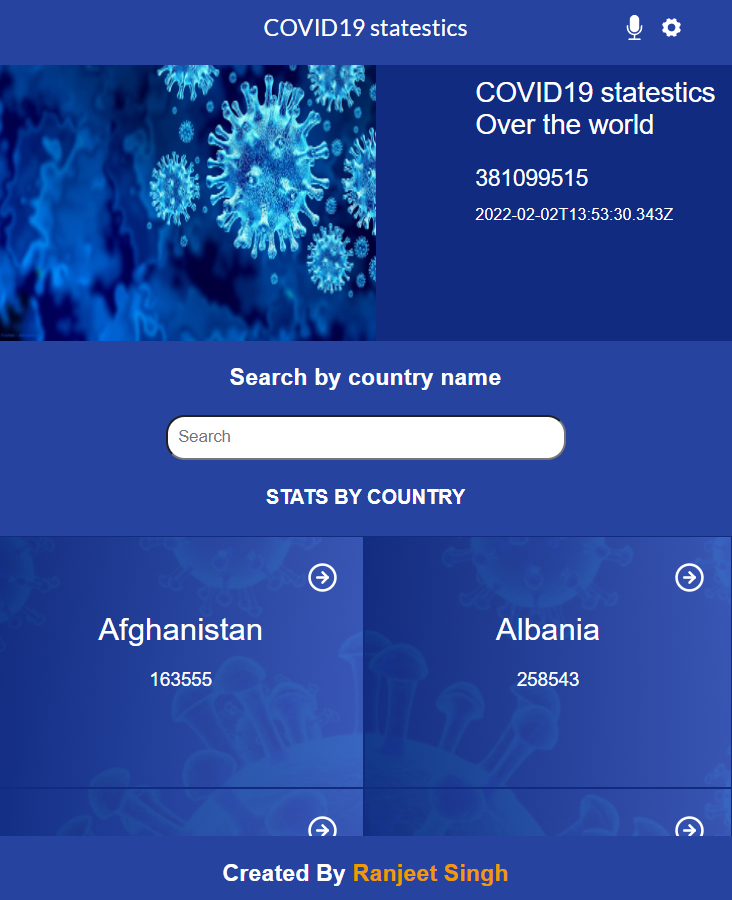 COVID19 statestics
COVID19 statestics
Over the world
381099515
2022-02-02T13:53:30.343Z
Search by country name
Search
STATS BY COUNTRY
Afghanistan
163555
Albania
258543
Created By Ranjeet Singh